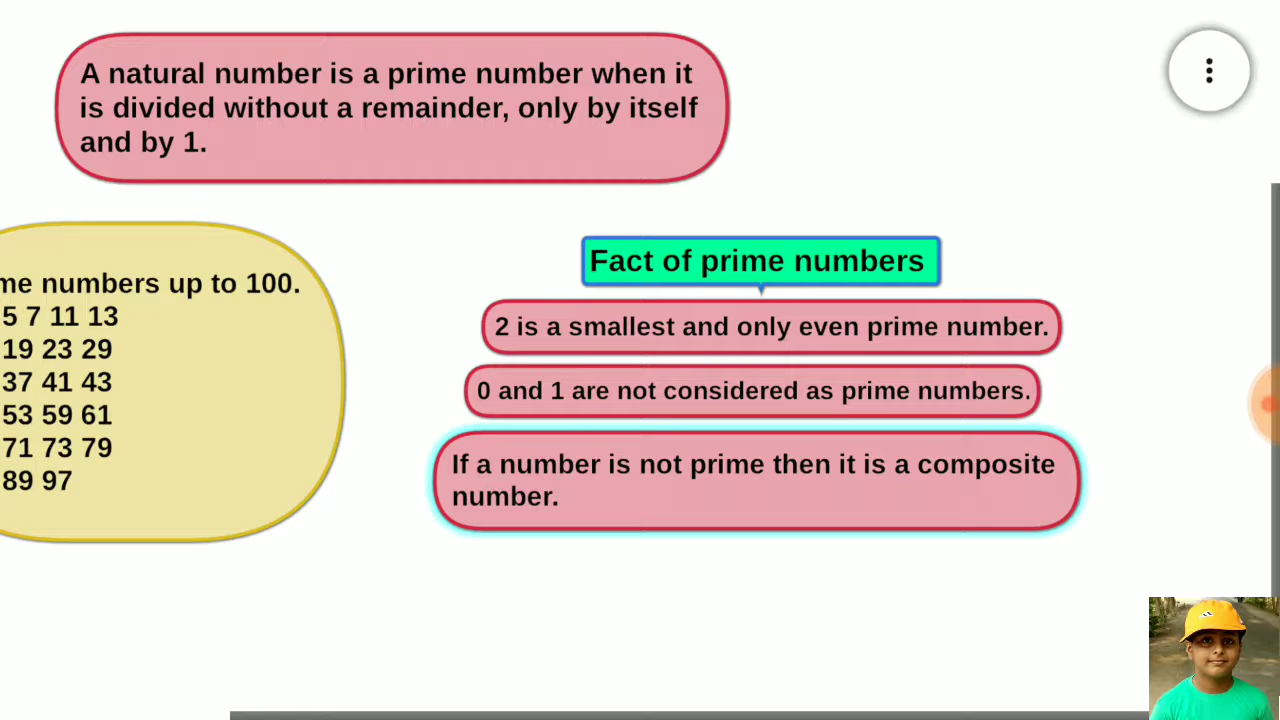 A natural number is a prime number when it
is divided without a remainder, only by itself
and by 1.
me numbers up to 100.
5 7 11 13
19 23 29
37 41 43
53 59 61
71 73 79
89 97
Fact of prime numbers
2 is a smallest and only even prime number.
0 and 1 are not considered as prime numbers.
If a number is not prime then it is a composite
number.